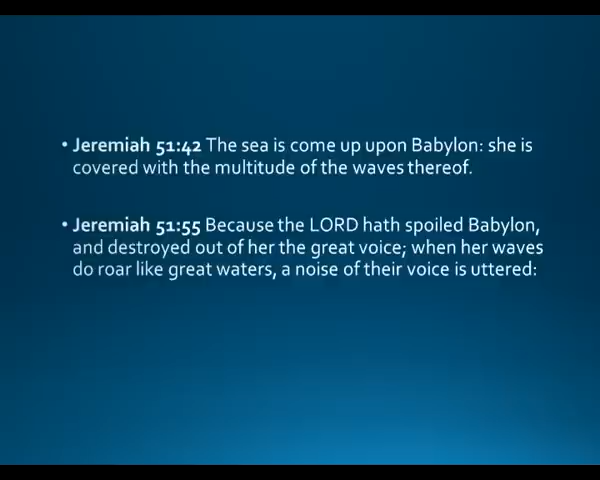 • Jeremiah 51:42 The sea is come up upon Babylon: she is
covered with the multitude of the waves thereof.
• Jeremiah 51:55 Because the LORD hath spoiled Babylon,
and destroyed out of her the great voice; when her waves
do roar like great waters, a noise of their voice is uttered: